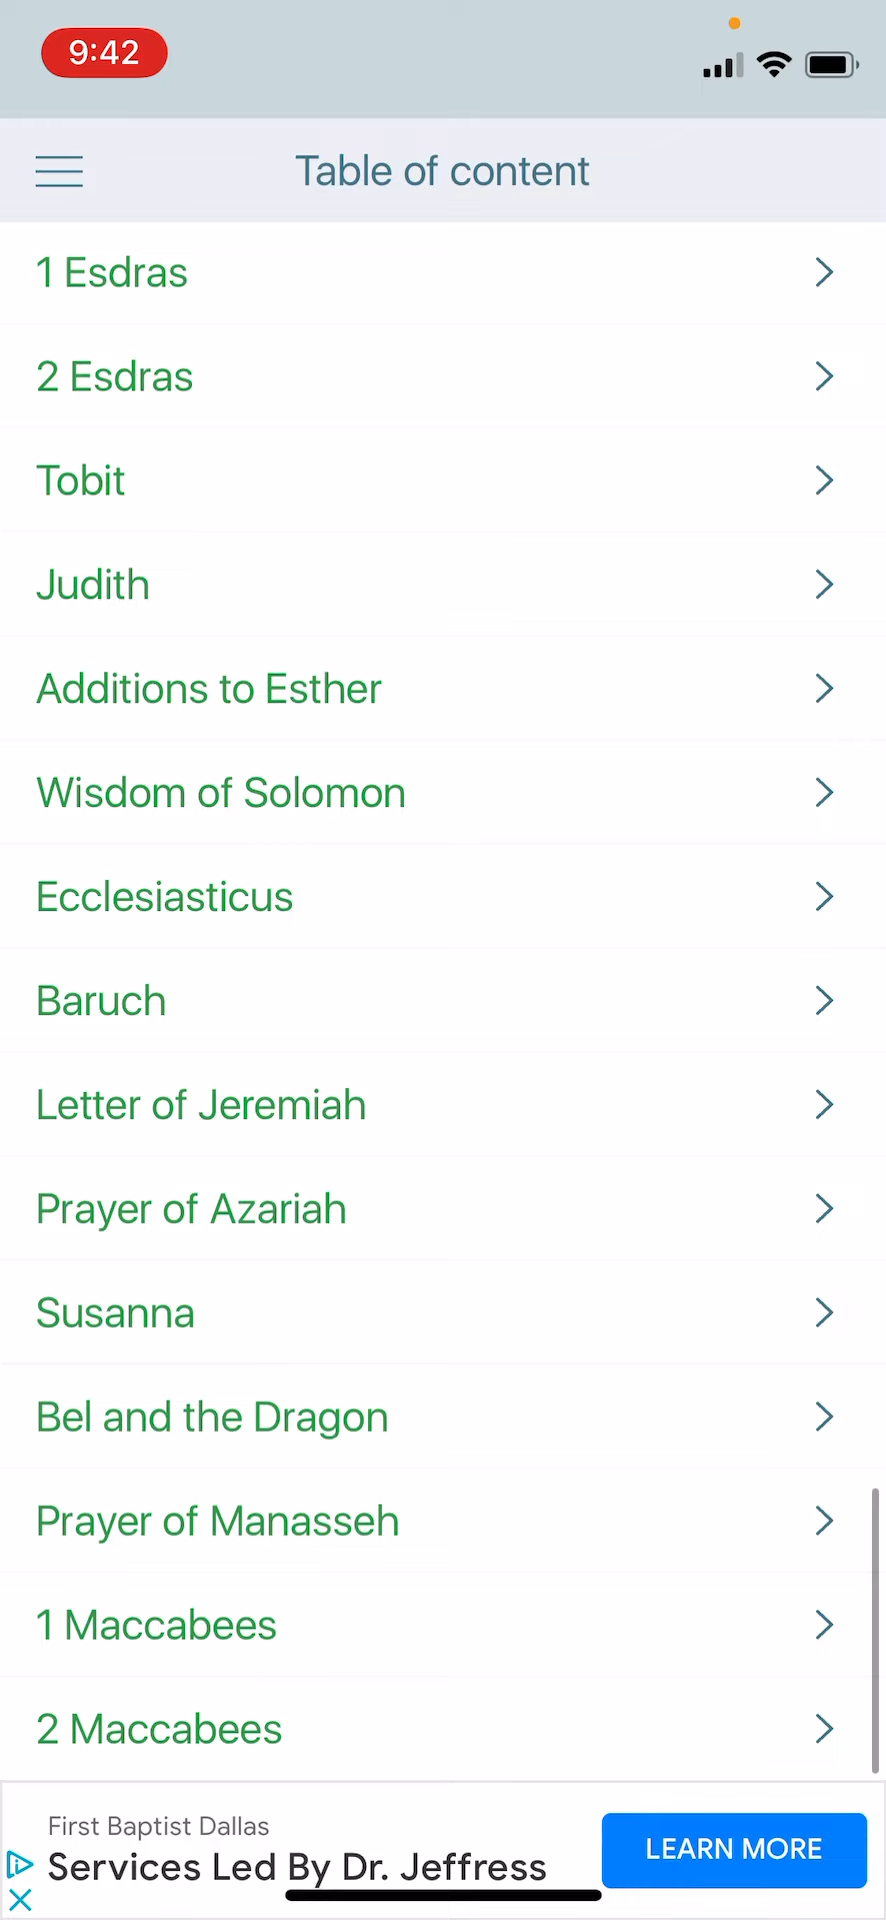 9:42
Table of content
1 Esdras
2 Esdras
Tobit
Judith
Additions to Esther
Wisdom of Solomon
Ecclesiasticus
Baruch
Letter of Jeremiah
Prayer of Azariah
Susanna
Bel and the Dragon
Prayer of Manasseh
1 Maccabees
2 Maccabees
First Baptist Dallas
Services Led By Dr. Jeffress
LEARN MORE